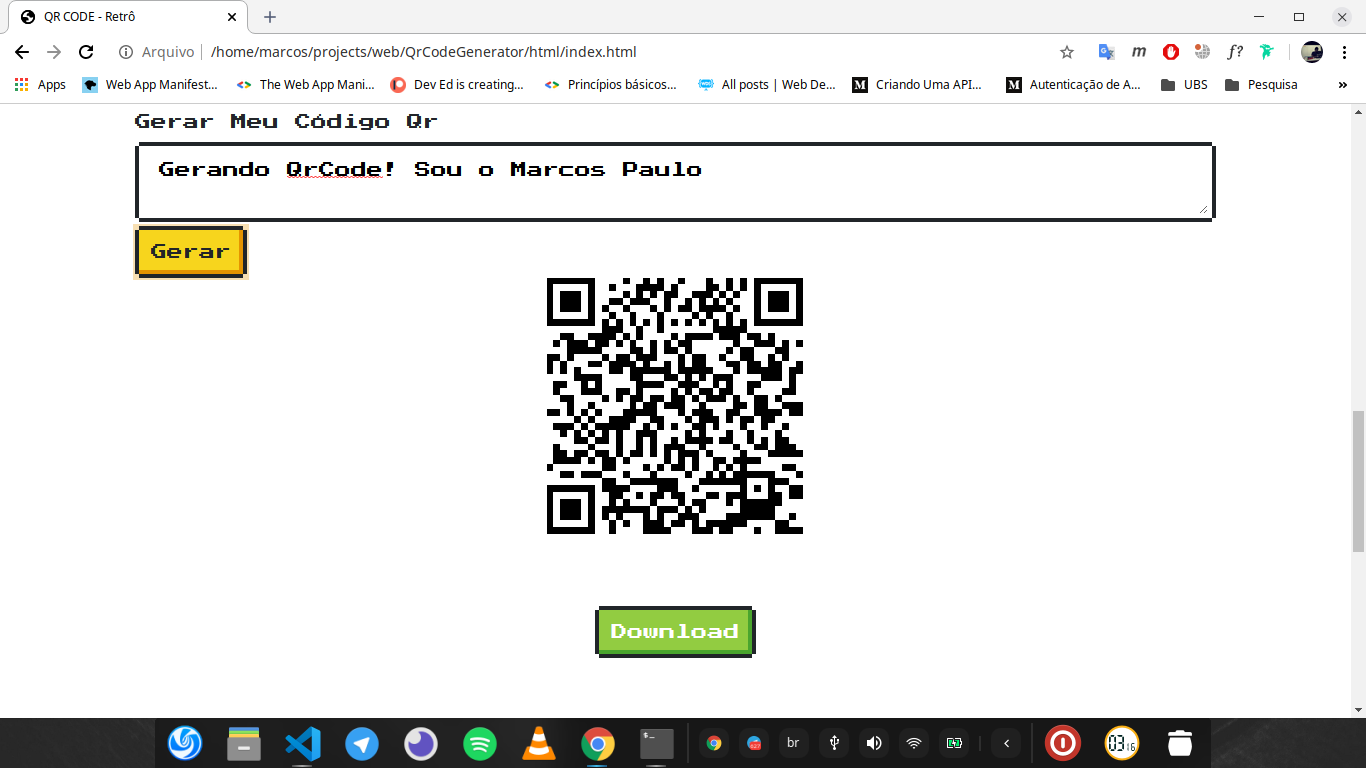 QR CODE - Retrô
Arquivo /home/marcos/projects/web/QrCodeGenerator/html/index.html
m
f?
Apps Web App Manifest... The Web App Mani... Dev Ed is creating... Princípios básicos... All posts | Web De... M Criando Uma API... M Autenticação de A... UBS Pesquisa »
Gerar Meu Código Qr
Gerando QrCode! Sou o Marcos Paulo
Gerar
Download
br
03 16